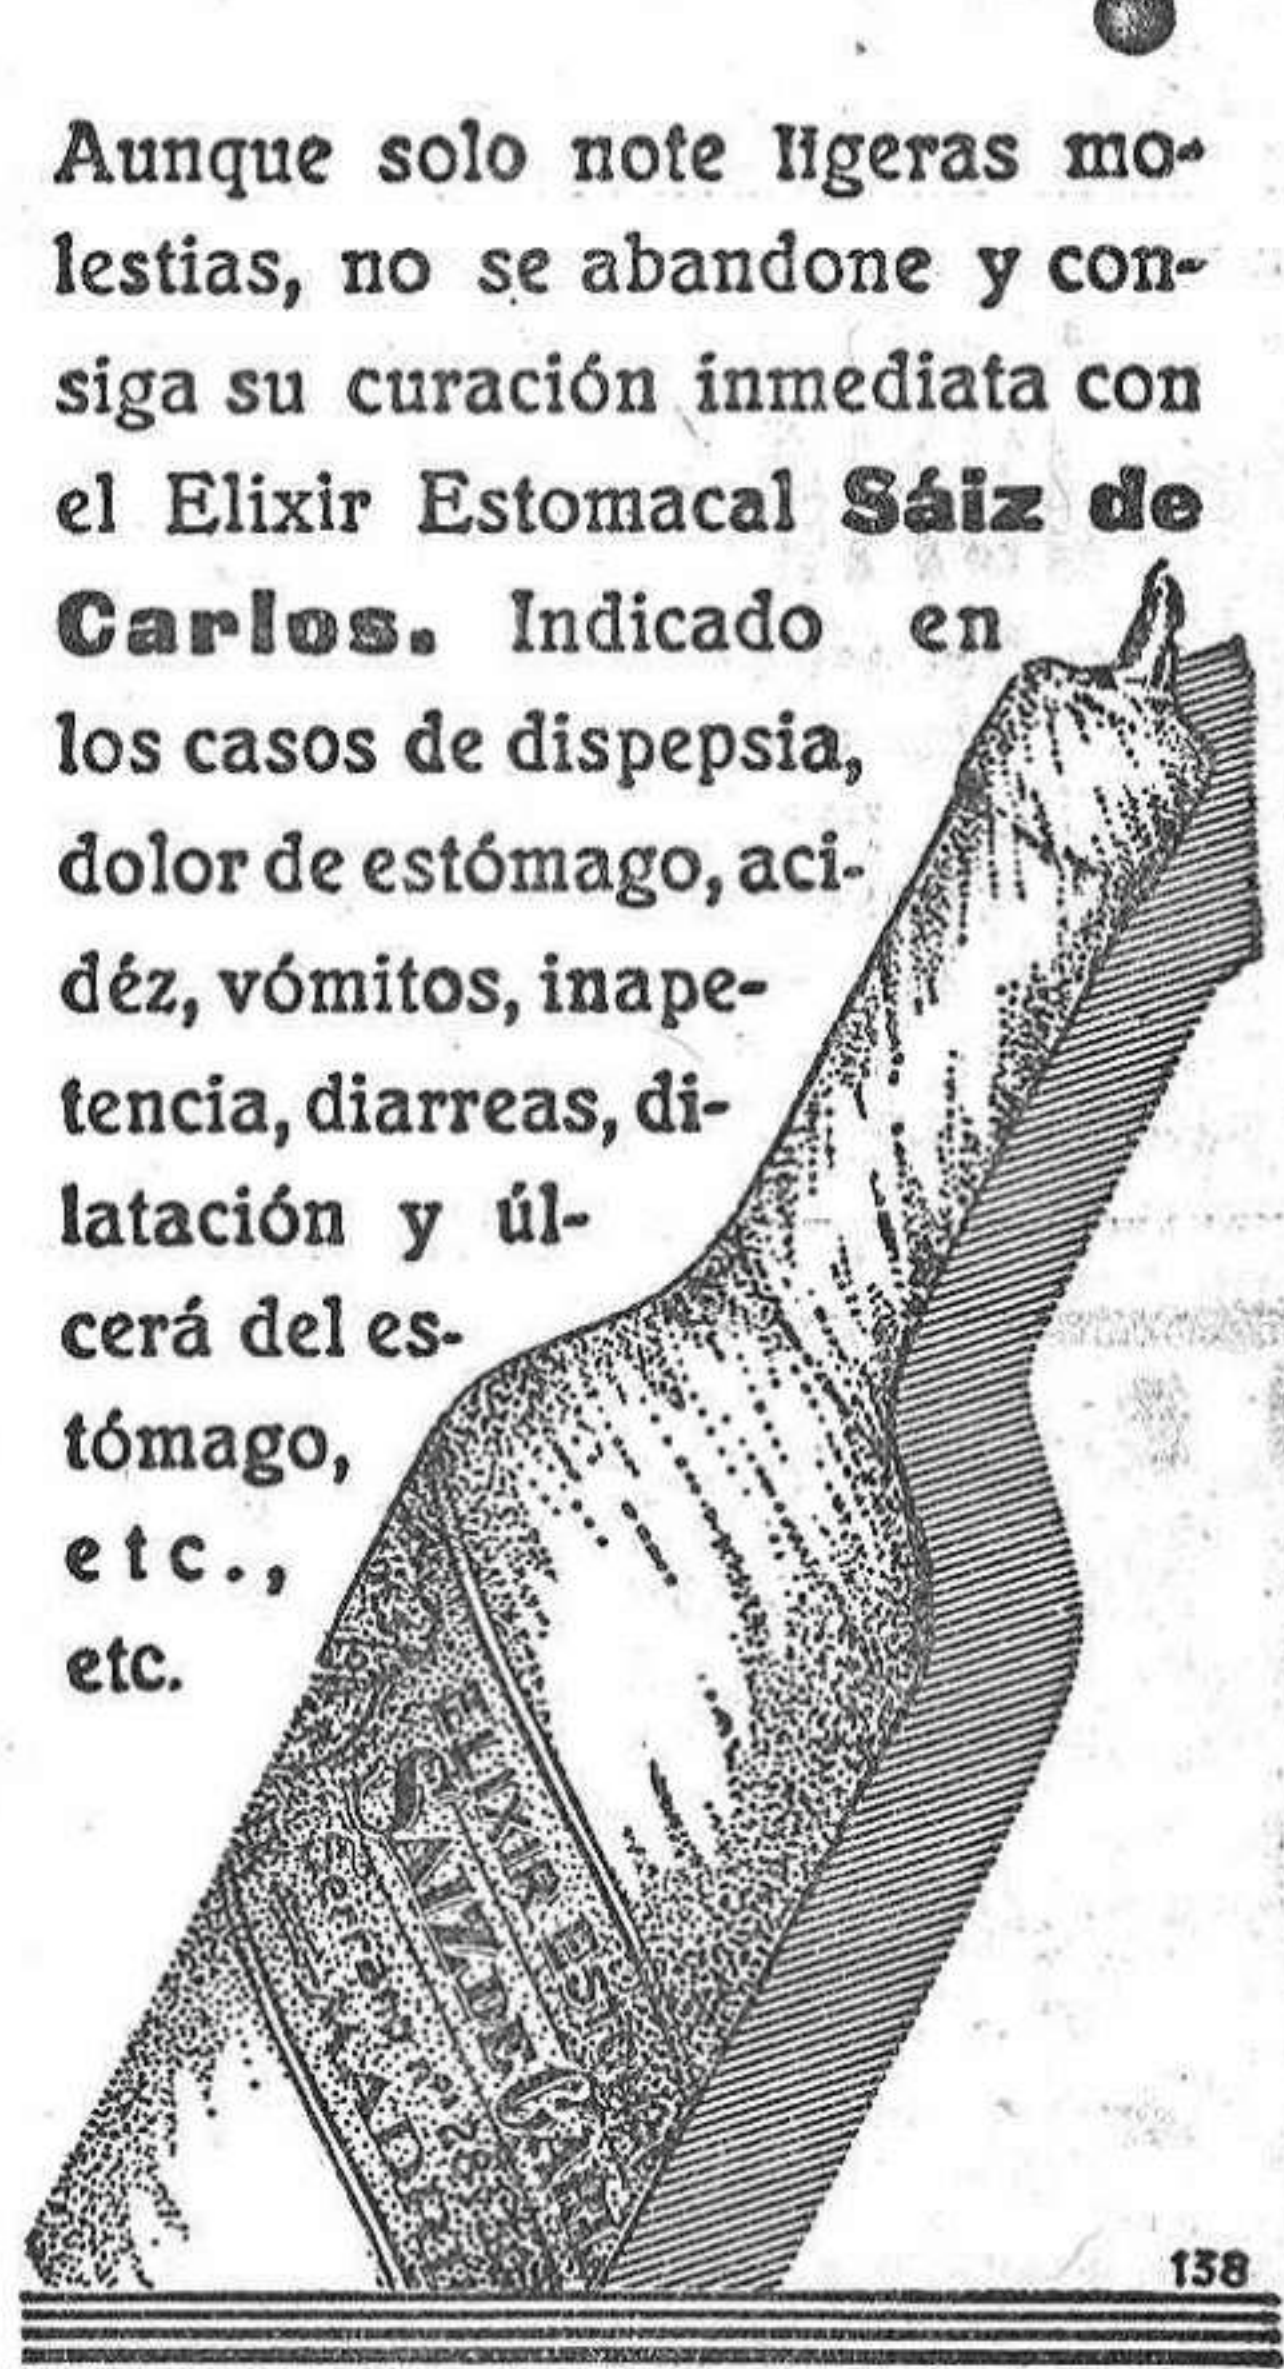 Aunque solo note ligeras mo-
lestias, no se abandone y con-
siga su curación inmediata con
el Elixir Estomacal Sáiz de
Carlos. Indicado en
los casos de dispepsia,
dolor de estómago, aci-
déz, vómitos, inape-
tencia, diarreas, di-
latación y úl-
cerá del es-
tómago,
etc.,
etc.
ELIXIR
SAIZ DE
Serrano 28
138